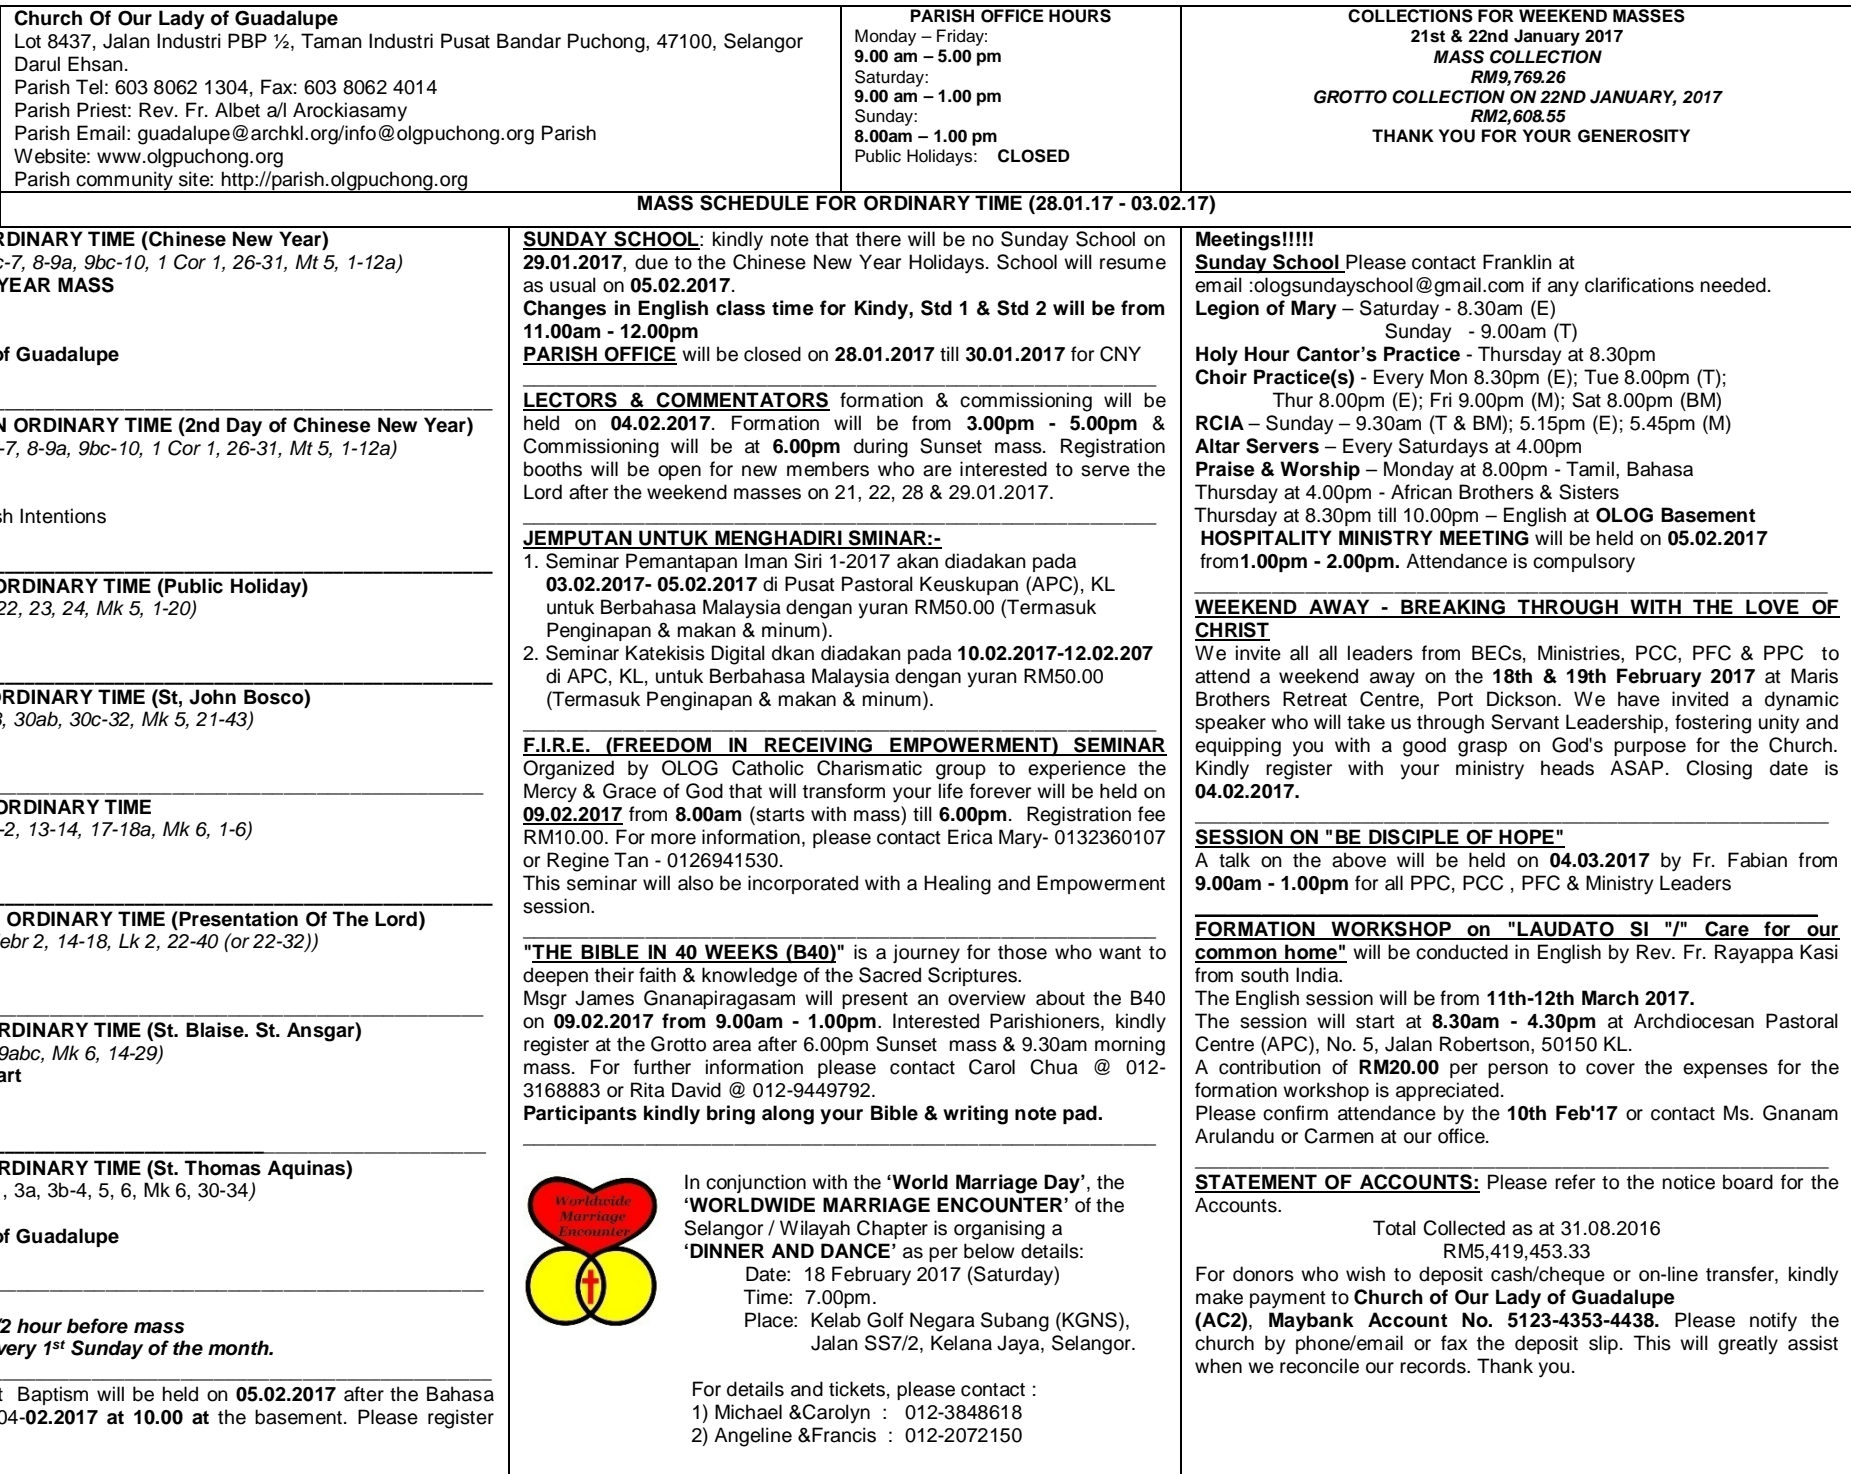 Church Of Our Lady of Guadalupe
Lot 8437, Jalan Industri PBP ½, Taman Industri Pusat Bandar Puchong, 47100, Selangor
Darul Ehsan.
Parish Tel: 603 8062 1304, Fax: 603 8062 4014
Parish Priest: Rev. Fr. Albet a/l Arockiasamy
Parish Email: guadalupe@archkl.org/info@olgpuchong.org Parish
Website: www.olgpuchong.org
Parish community site: http://parish.olgpuchong.org
PARISH OFFICE HOURS
Monday – Friday:
9.00 am – 5.00 pm
Saturday:
9.00 am – 1.00 pm
Sunday:
8.00am – 1.00 pm
Public Holidays: CLOSED
COLLECTIONS FOR WEEKEND MASSES
21st & 22nd January 2017
MASS COLLECTION
RM9,769.26
GROTTO COLLECTION ON 22ND JANUARY, 2017
RM2,608.55
THANK YOU FOR YOUR GENEROSITY
MASS SCHEDULE FOR ORDINARY TIME (28.01.17 - 03.02.17)
RDINARY TIME (Chinese New Year)
c-7, 8-9a, 9bc-10, 1 Cor 1, 26-31, Mt 5, 1-12a)
YEAR MASS
of Guadalupe
N ORDINARY TIME (2nd Day of Chinese New Year)
-7, 8-9a, 9bc-10, 1 Cor 1, 26-31, Mt 5, 1-12a)
sh Intentions
ORDINARY TIME (Public Holiday)
22, 23, 24, Mk 5, 1-20)
ORDINARY TIME (St, John Bosco)
8, 30ab, 30c-32, Mk 5, 21-43)
ORDINARY TIME
-2, 13-14, 17-18a, Mk 6, 1-6)
ORDINARY TIME (Presentation Of The Lord)
ebr 2, 14-18, Lk 2, 22-40 (or 22-32))
RDINARY TIME (St. Blaise. St. Ansgar)
9abc, Mk 6, 14-29)
art
RDINARY TIME (St. Thomas Aquinas)
, 3a, 3b-4, 5, 6, Mk 6, 30-34)
of Guadalupe
/2 hour before mass
very 1st Sunday of the month.
t Baptism will be held on 05.02.2017 after the Bahasa
04-02.2017 at 10.00 at the basement. Please register
SUNDAY SCHOOL: kindly note that there will be no Sunday School on
29.01.2017, due to the Chinese New Year Holidays. School will resume
as usual on 05.02.2017.
Changes in English class time for Kindy, Std 1 & Std 2 will be from
11.00am - 12.00pm
PARISH OFFICE will be closed on 28.01.2017 till 30.01.2017 for CNY
LECTORS & COMMENTATORS formation & commissioning will be
held on 04.02.2017. Formation will be from 3.00pm - 5.00pm &
Commissioning will be at 6.00pm during Sunset mass. Registration
booths will be open for new members who are interested to serve the
Lord after the weekend masses on 21, 22, 28 & 29.01.2017.
JEMPUTAN UNTUK MENGHADIRI SMINAR:-
1. Seminar Pemantapan Iman Siri 1-2017 akan diadakan pada
03.02.2017- 05.02.2017 di Pusat Pastoral Keuskupan (APC), KL
untuk Berbahasa Malaysia dengan yuran RM50.00 (Termasuk
Penginapan & makan & minum).
2. Seminar Katekisis Digital dkan diadakan pada 10.02.2017-12.02.207
di APC, KL, untuk Berbahasa Malaysia dengan yuran RM50.00
(Termasuk Penginapan & makan & minum).
F.I.R.E. (FREEDOM IN RECEIVING EMPOWERMENT) SEMINAR
Organized by OLOG Catholic Charismatic group to experience the
Mercy & Grace of God that will transform your life forever will be held on
09.02.2017 from 8.00am (starts with mass) till 6.00pm. Registration fee
RM10.00. For more information, please contact Erica Mary- 0132360107
or Regine Tan - 0126941530.
This seminar will also be incorporated with a Healing and Empowerment
session.
"THE BIBLE IN 40 WEEKS (B40)" is a journey for those who want to
deepen their faith & knowledge of the Sacred Scriptures.
Msgr James Gnanapiragasam will present an overview about the B40
on 09.02.2017 from 9.00am - 1.00pm. Interested Parishioners, kindly
register at the Grotto area after 6.00pm Sunset mass & 9.30am morning
mass. For further information please contact Carol Chua @ 012-
3168883 or Rita David @ 012-9449792.
Participants kindly bring along your Bible & writing note pad.
Worldwide
Marriage
Encounter
In conjunction with the ‘World Marriage Day’, the
‘WORLDWIDE MARRIAGE ENCOUNTER’ of the
Selangor / Wilayah Chapter is organising a
‘DINNER AND DANCE’ as per below details:
Date: 18 February 2017 (Saturday)
Time: 7.00pm.
Place: Kelab Golf Negara Subang (KGNS),
Jalan SS7/2, Kelana Jaya, Selangor.
For details and tickets, please contact :
1) Michael &Carolyn : 012-3848618
2) Angeline &Francis : 012-2072150
Meetings!!!!!
Sunday School Please contact Franklin at
email :ologsundayschool@gmail.com if any clarifications needed.
Legion of Mary – Saturday - 8.30am (E)
Sunday - 9.00am (T)
Holy Hour Cantor’s Practice - Thursday at 8.30pm
Choir Practice(s) - Every Mon 8.30pm (E); Tue 8.00pm (T);
Thur 8.00pm (E); Fri 9.00pm (M); Sat 8.00pm (BM)
RCIA – Sunday – 9.30am (T & BM); 5.15pm (E); 5.45pm (M)
Altar Servers – Every Saturdays at 4.00pm
Praise & Worship – Monday at 8.00pm - Tamil, Bahasa
Thursday at 4.00pm - African Brothers & Sisters
Thursday at 8.30pm till 10.00pm – English at OLOG Basement
HOSPITALITY MINISTRY MEETING will be held on 05.02.2017
from1.00pm - 2.00pm. Attendance is compulsory
WEEKEND AWAY - BREAKING THROUGH WITH THE LOVE OF
CHRIST
We invite all all leaders from BECs, Ministries, PCC, PFC & PPC to
attend a weekend away on the 18th & 19th February 2017 at Maris
Brothers Retreat Centre, Port Dickson. We have invited a dynamic
speaker who will take us through Servant Leadership, fostering unity and
equipping you with a good grasp on God's purpose for the Church.
Kindly register with your ministry heads ASAP. Closing date is
04.02.2017.
SESSION ON "BE DISCIPLE OF HOPE"
A talk on the above will be held on 04.03.2017 by Fr. Fabian from
9.00am - 1.00pm for all PPC, PCC , PFC & Ministry Leaders
FORMATION WORKSHOP on "LAUDATO SI "/" Care for our
common home" will be conducted in English by Rev. Fr. Rayappa Kasi
from south India.
The English session will be from 11th-12th March 2017.
The session will start at 8.30am - 4.30pm at Archdiocesan Pastoral
Centre (APC), No. 5, Jalan Robertson, 50150 KL.
A contribution of RM20.00 per person to cover the expenses for the
formation workshop is appreciated.
Please confirm attendance by the 10th Feb'17 or contact Ms. Gnanam
Arulandu or Carmen at our office.
STATEMENT OF ACCOUNTS: Please refer to the notice board for the
Accounts.
Total Collected as at 31.08.2016
RM5,419,453.33
For donors who wish to deposit cash/cheque or on-line transfer, kindly
make payment to Church of Our Lady of Guadalupe
(AC2), Maybank Account No. 5123-4353-4438. Please notify the
church by phone/email or fax the deposit slip. This will greatly assist
when we reconcile our records. Thank you.